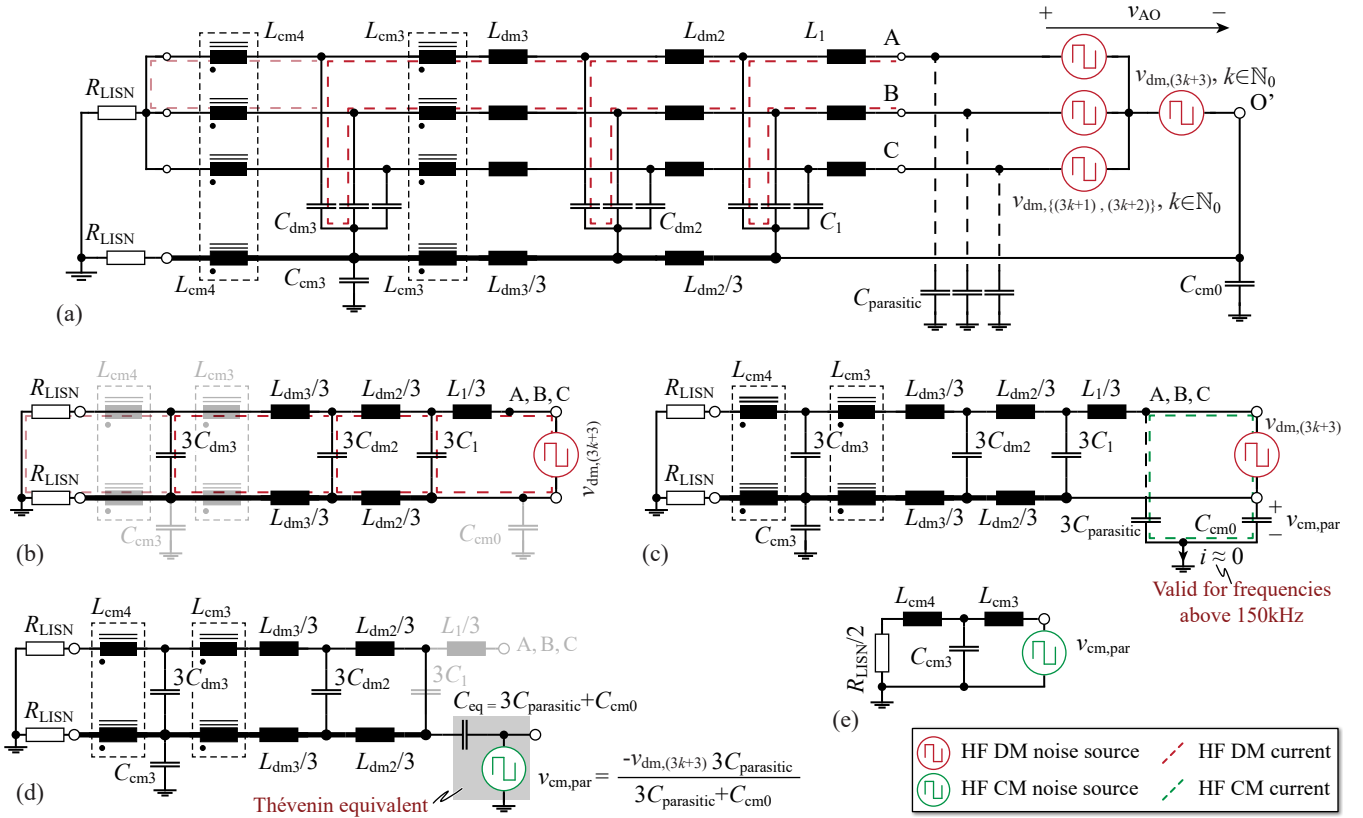 L_cm4 L_cm3 L_dm3 L_dm2 L_1 A + v_AO −
R_LISN B v_dm,(3k+3), k∈ℕ_0
O’
C
v_dm,{(3k+1) , (3k+2)}, k∈ℕ_0
C_dm3 C_dm2 C_1
R_LISN
L_cm4 C_cm3 L_cm3 L_dm3/3 L_dm2/3 C_parasitic C_cm0
(a)
L_cm4 L_cm3
R_LISN L_dm3/3 L_dm2/3 L_1/3 A, B, C
3C_dm3 3C_dm2 3C_1 v_dm,(3k+3)
R_LISN
C_cm3 L_dm3/3 L_dm2/3 C_cm0
(b)
L_cm4 L_cm3
R_LISN L_dm3/3 L_dm2/3 L_1/3 A, B, C
v_dm,(3k+3)
3C_dm3 3C_dm2 3C_1
R_LISN
C_cm3 L_dm3/3 L_dm2/3 3C_parasitic C_cm0 + v_cm,par −
(c)
i ≈ 0
Valid for frequencies
above 150kHz
L_cm4 L_cm3
R_LISN L_dm3/3 L_dm2/3 L_1/3 A, B, C
3C_dm3 3C_dm2 3C_1
R_LISN C_eq = 3C_parasitic+C_cm0
C_cm3 L_dm3/3 L_dm2/3
v_cm,par = -v_dm,(3k+3) 3C_parasitic / 3C_parasitic+C_cm0
(d)
Thévenin equivalent
L_cm4 L_cm3
R_LISN/2 C_cm3 v_cm,par
(e)
HF DM noise source HF DM current
HF CM noise source HF CM current